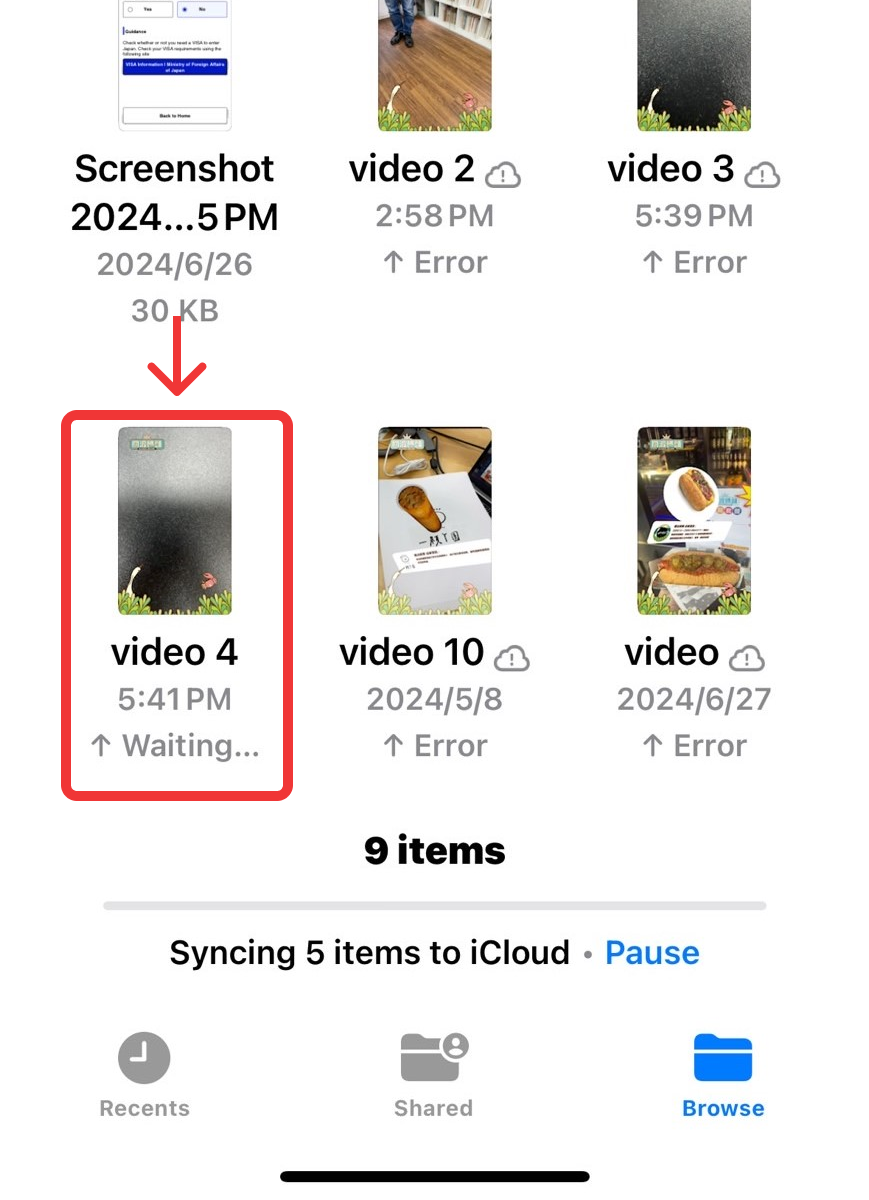 Yes
No
Guidance
Check whether or not you need a VISA to enter
Japan. Check your VISA requirements using the
following site
VISA Information | Ministry of Foreign Affairs
of Japan
Back to Home
Screenshot
2024...5 PM
2024/6/26
30 KB
video 2
2:58 PM
↑ Error
video 3
5:39 PM
↑ Error
video 4
5:41 PM
↑ Waiting...
video 10
2024/5/8
↑ Error
video
2024/6/27
↑ Error
9 items
Syncing 5 items to iCloud • Pause
Recents
Shared
Browse